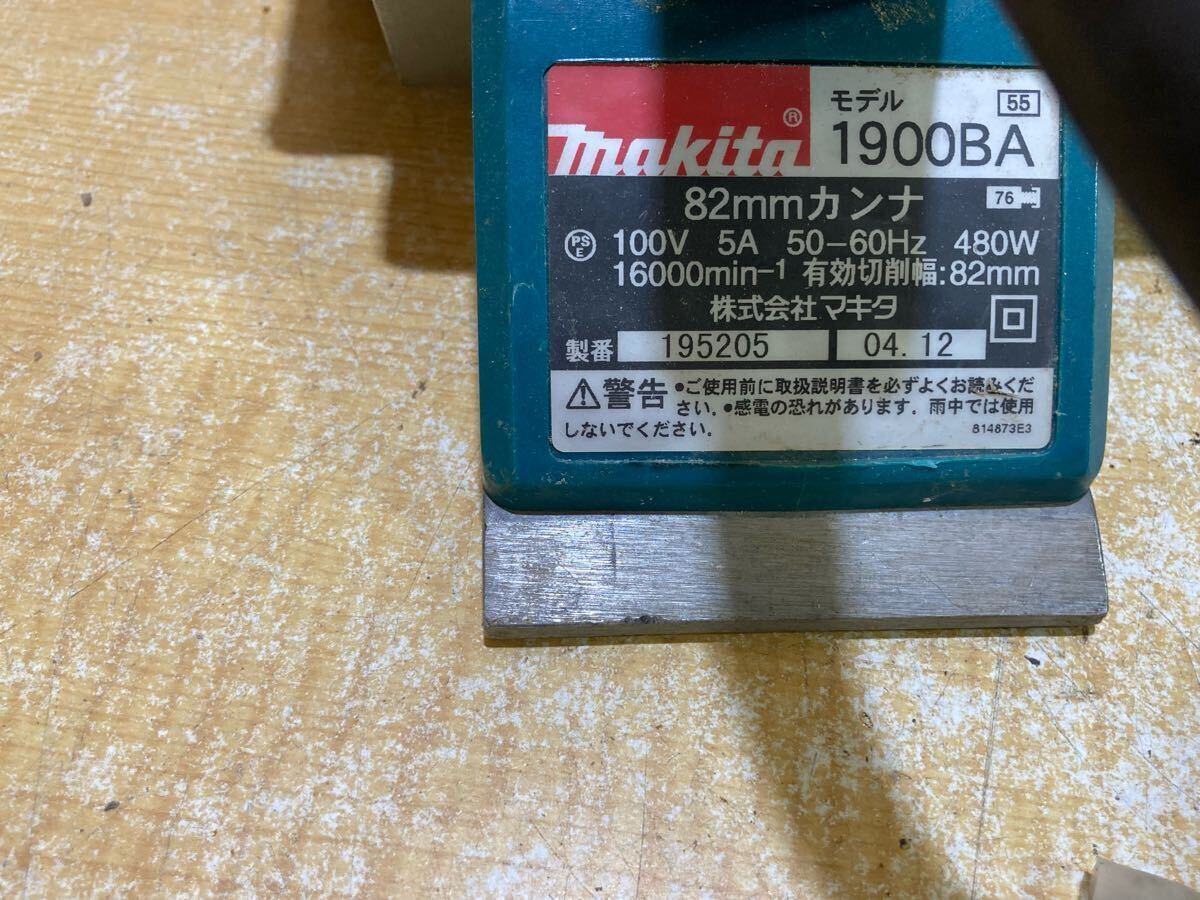 makita®
モデル 55
1900BA
82mmカンナ 76
PSE 100V 5A 50-60Hz 480W
16000min-1 有効切削幅:82mm
株式会社マキタ
製番 195205 04.12
警告 ●ご使用前に取扱説明書を必ずよくお読みくだ
さい。●感電の恐れがあります。雨中では使用
しないでください。 814873E3